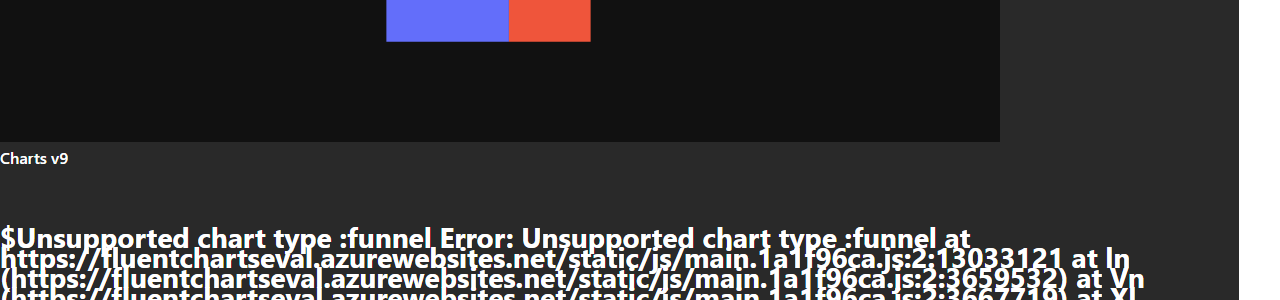 Charts v9
$Unsupported chart type :funnel Error: Unsupported chart type :funnel at
https://fluentchartseval.azurewebsites.net/static/js/main.1a1f96ca.js:2:13033121 at ln
(https://fluentchartseval.azurewebsites.net/static/js/main.1a1f96ca.js:2:3659532) at Vn
(https://fluentchartseval.azurewebsites.net/static/js/main.1a1f96ca.js:2:3667719) at Xl